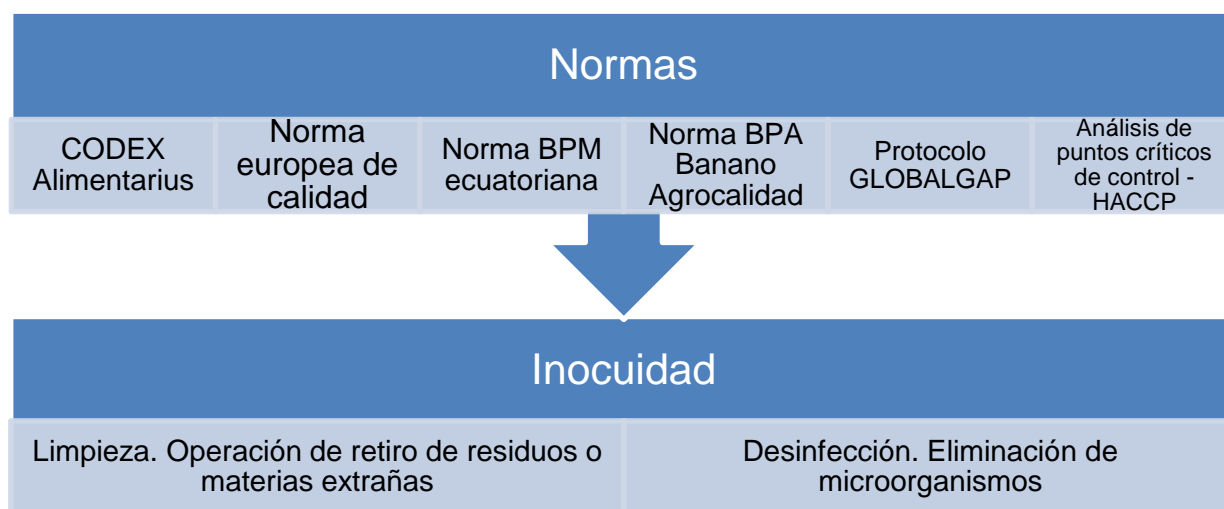 Normas
CODEX
Alimentarius
Norma
europea de
calidad
Norma BPM
ecuatoriana
Norma BPA
Banano
Agrocalidad
Protocolo
GLOBALGAP
Análisis de
puntos críticos
de control -
HACCP
Inocuidad
Limpieza. Operación de retiro de residuos o
materias extrañas
Desinfección. Eliminación de
microorganismos